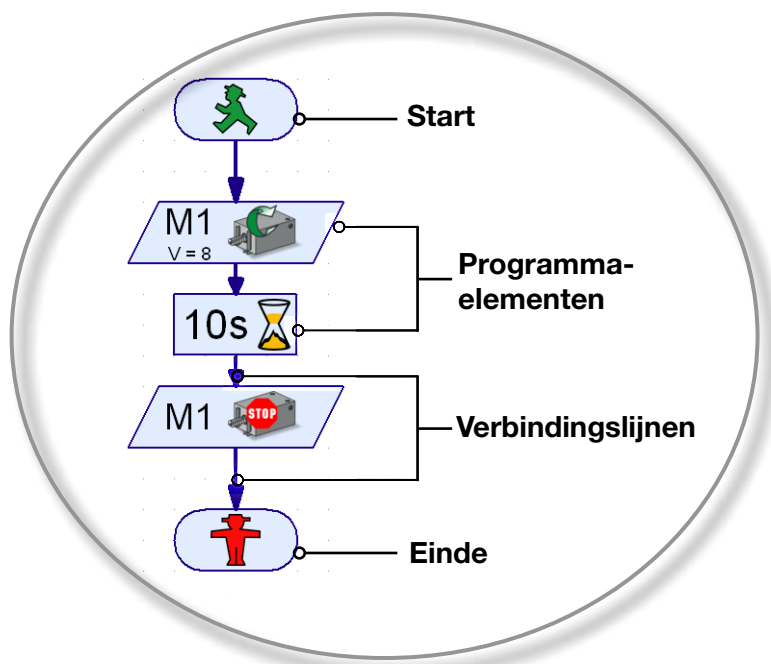 Start
M1
V = 8
Programma-
elementen
10s
M1
STOP
Verbindingslijnen
Einde